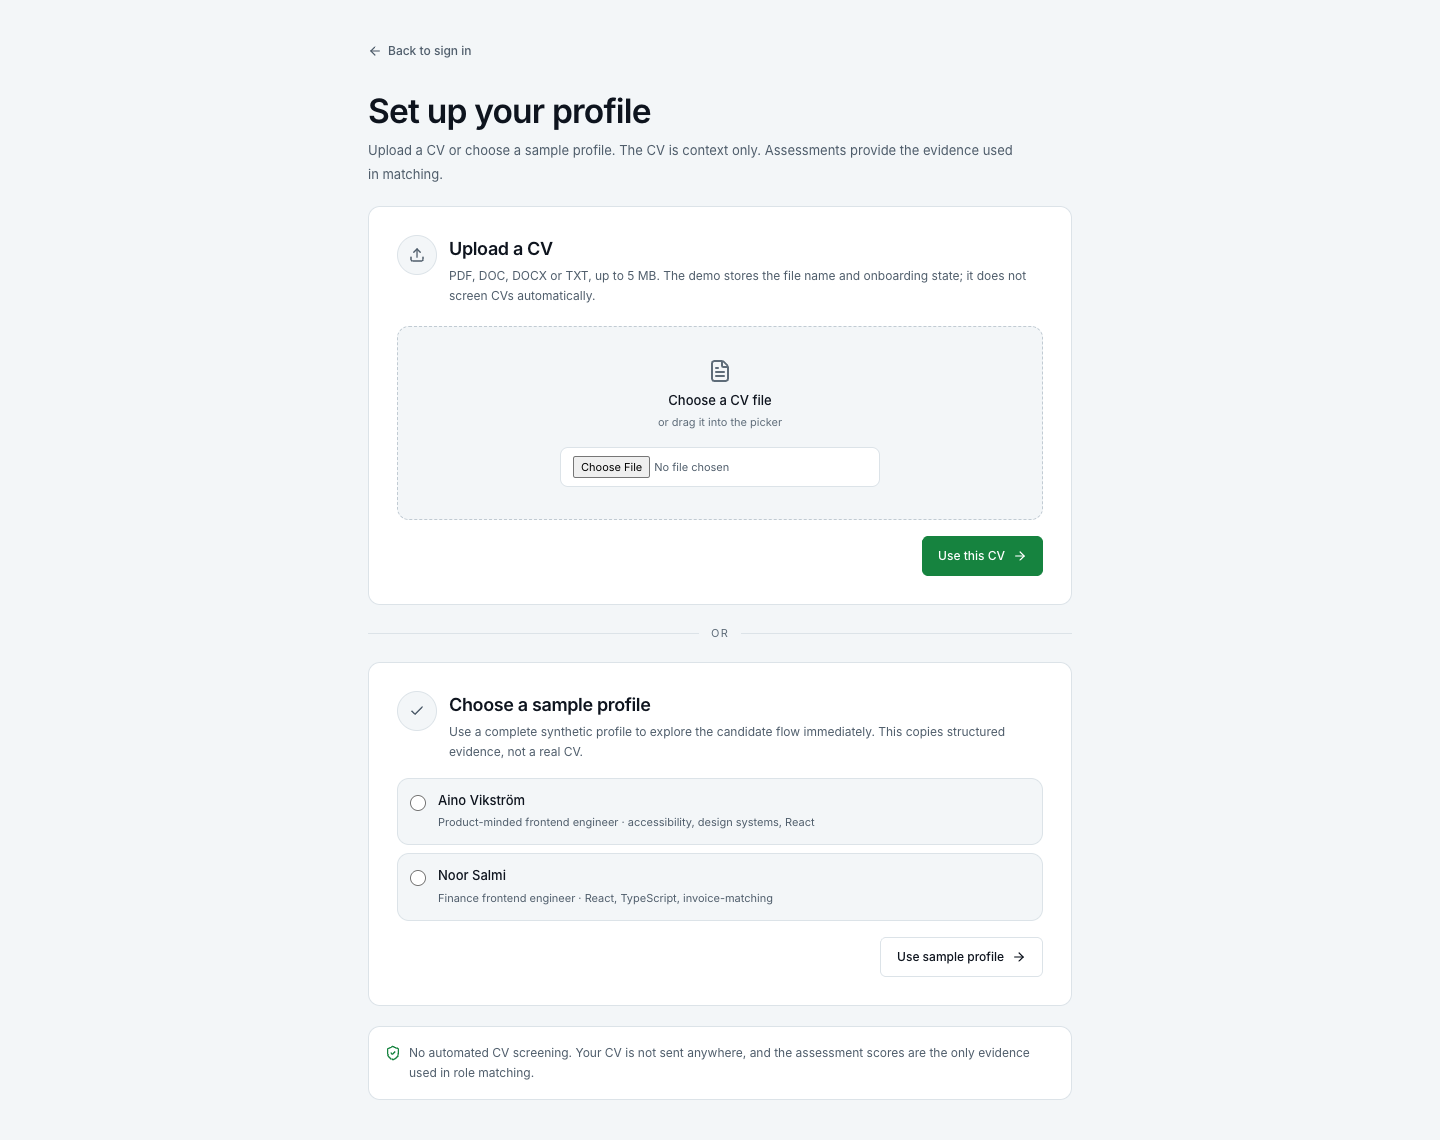 Back to sign in
Set up your profile
Upload a CV or choose a sample profile. The CV is context only. Assessments provide the evidence used
in matching.
Upload a CV
PDF, DOC, DOCX or TXT, up to 5 MB. The demo stores the file name and onboarding state; it does not
screen CVs automatically.
Choose a CV file
or drag it into the picker
Choose File No file chosen
Use this CV
OR
Choose a sample profile
Use a complete synthetic profile to explore the candidate flow immediately. This copies structured
evidence, not a real CV.
Aino Vikström
Product-minded frontend engineer · accessibility, design systems, React
Noor Salmi
Finance frontend engineer · React, TypeScript, invoice-matching
Use sample profile
No automated CV screening. Your CV is not sent anywhere, and the assessment scores are the only evidence
used in role matching.